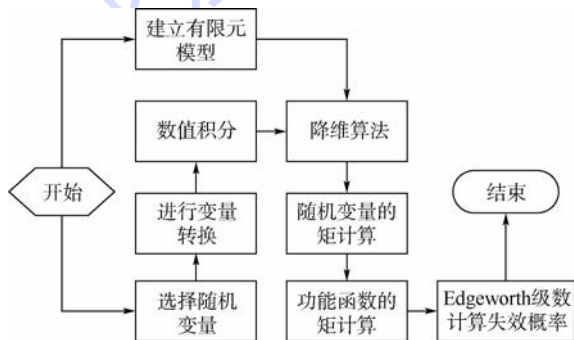 建立有限元
模型
数值积分
降维算法
开始
进行变量
转换
随机变量的
矩计算
结束
选择随机
变量
功能函数的
矩计算
Edgeworth级数
计算失效概率